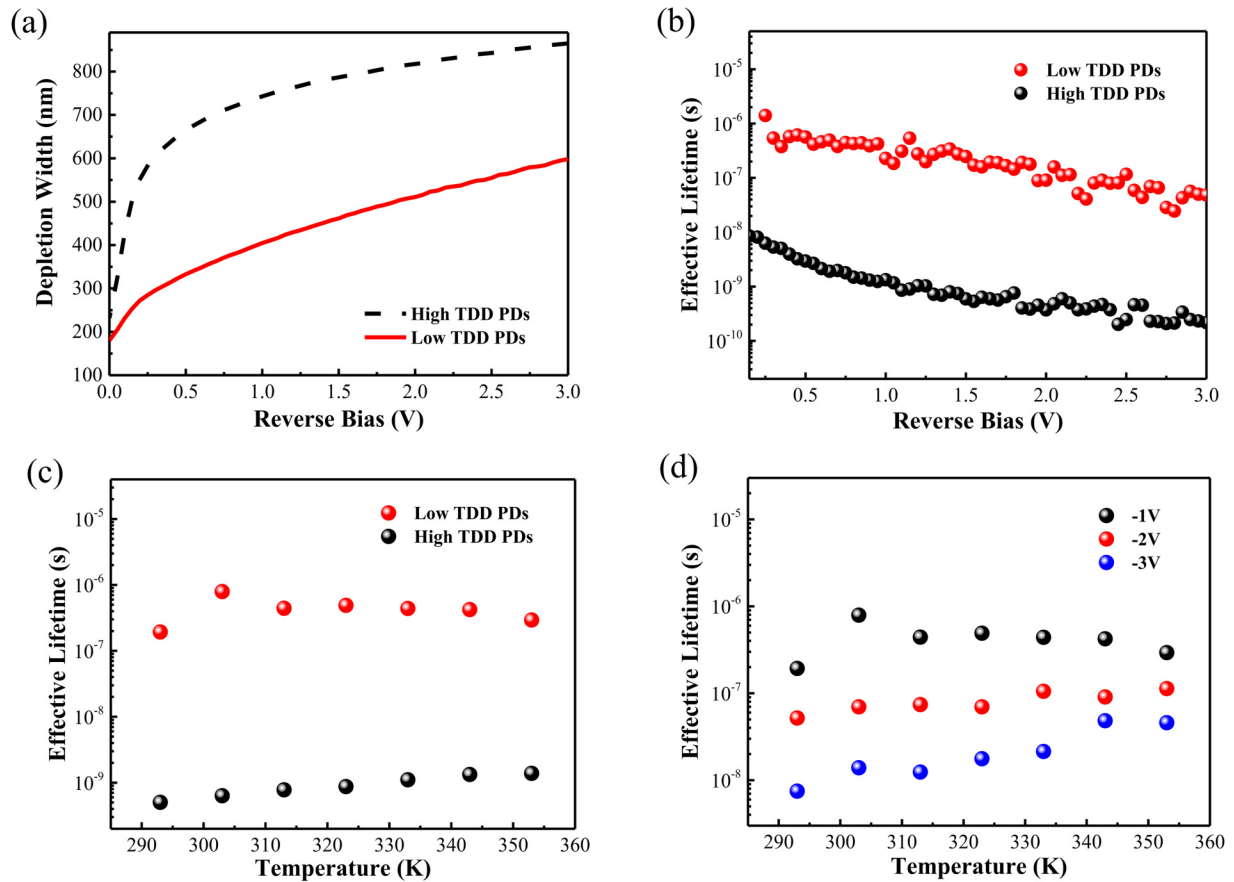 (a)
Depletion Width (nm)
800
700
600
500
400
300
200
100
0.0 0.5 1.0 1.5 2.0 2.5 3.0
Reverse Bias (V)
High TDD PDs
Low TDD PDs
(b)
Effective Lifetime (s)
10-5
10-6
10-7
10-8
10-9
10-10
1.0 1.5 2.0 2.5 3.0
Reverse Bias (V)
Low TDD PDs
High TDD PDs
(c)
Effective Lifetime (s)
10-5
10-6
10-7
10-8
10-9
290 300 310 320 330 340 350 360
Temperature (K)
Low TDD PDs
High TDD PDs
(d)
Effective Lifetime (s)
10-5
10-6
10-7
10-8
290 300 310 320 330 340 350 360
Temperature (K)
-1V
-2V
-3V